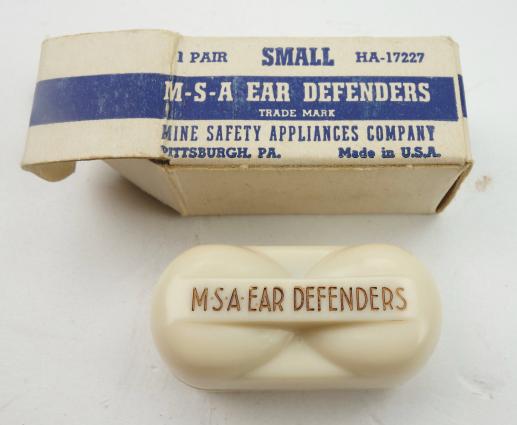 1 PAIR SMALL HA-17227
M-S-A EAR DEFENDERS
TRADE MARK
MINE SAFETY APPLIANCES COMPANY
PITTSBURGH, PA. Made in U.S.A.
M·S·A·EAR DEFENDERS